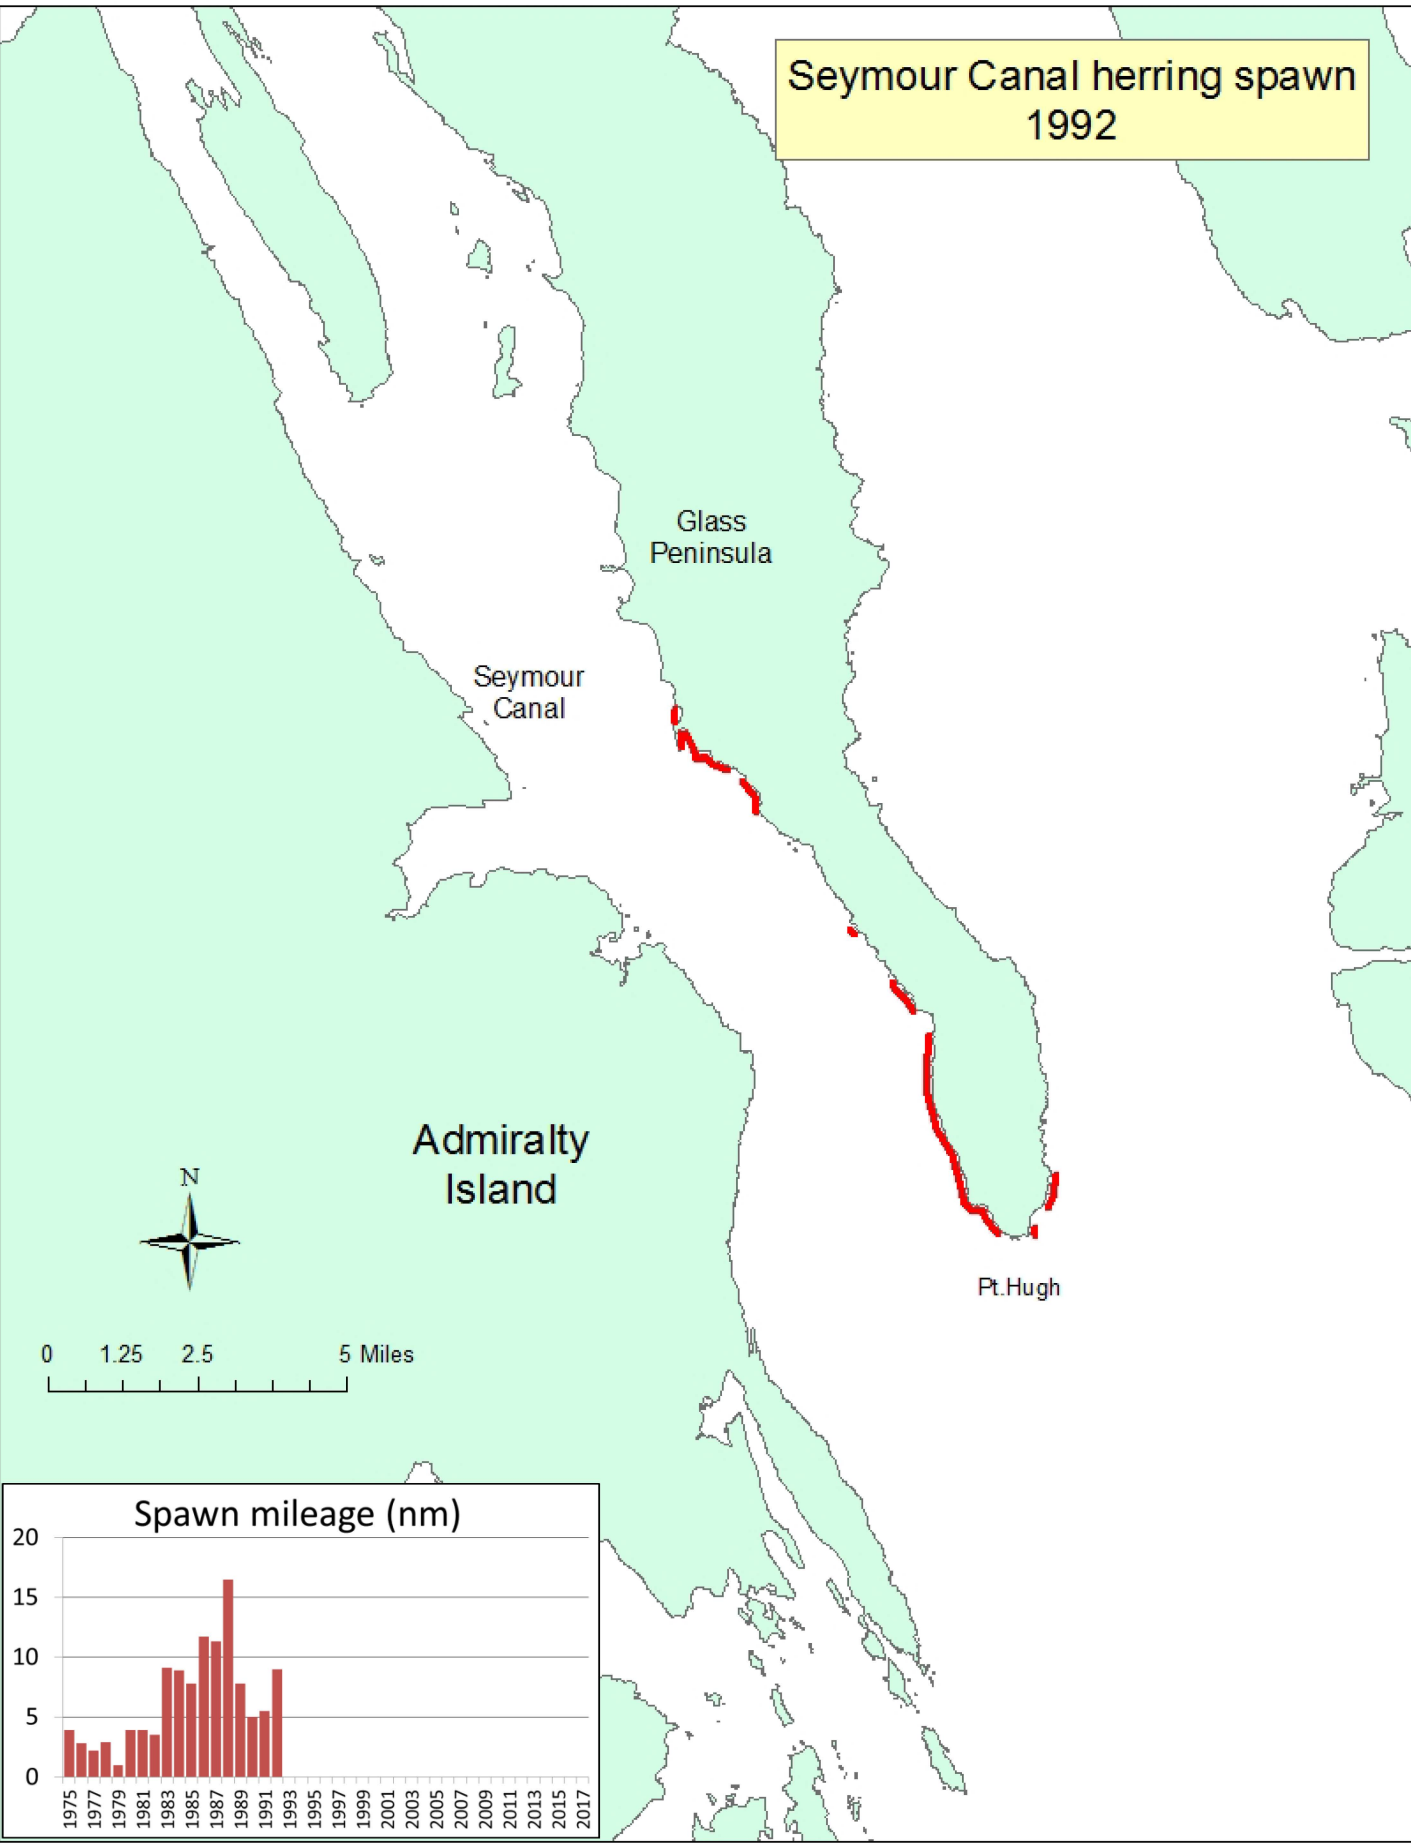 Seymour Canal herring spawn
1992
Glass
Peninsula
Seymour
Canal
Admiralty
Island
N
Pt.Hugh
0 1.25 2.5 5 Miles
Spawn mileage (nm)
20
15
10
5
0
1975 1977 1979 1981 1983 1985 1987 1989 1991 1993 1995 1997 1999 2001 2003 2005 2007 2009 2011 2013 2015 2017